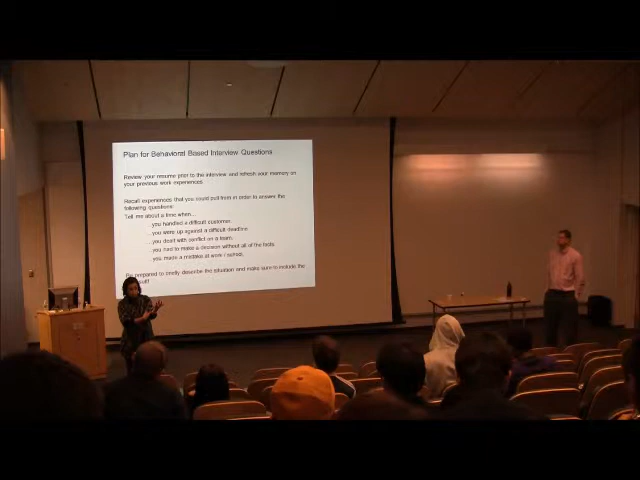 Plan for Behavioral Based Interview Questions
Review your resume prior to the interview and refresh your memory on
your previous work experiences
Recall experiences that you could pull from in order to answer the
following questions:
Tell me about a time when...
...you handled a difficult customer.
...you were up against a difficult deadline
...you dealt with conflict on a team.
...you had to make a decision without all of the facts.
...you made a mistake at work / school.
Be prepared to briefly describe the situation and make sure to include the